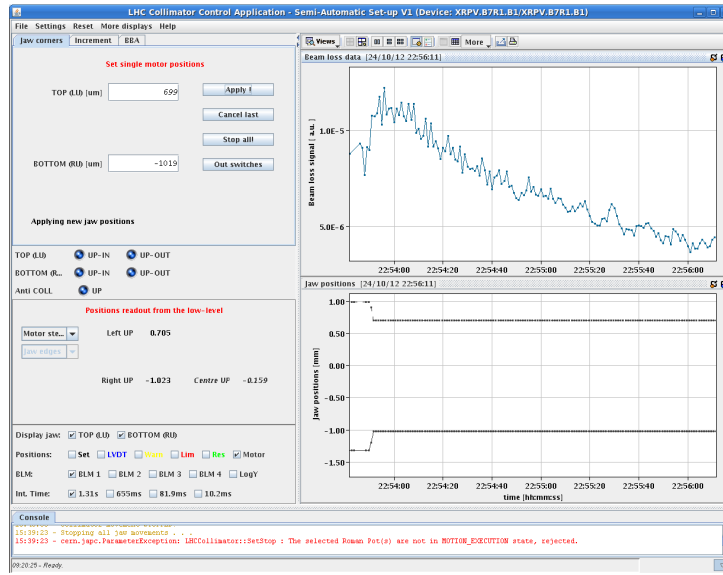 LHC Collimator Control Application - Semi-Automatic Set-up V1 (Device: XRPV.B7R1.B1/XRPV.B7R1.B1)
File Settings Reset More displays Help
Jaw corners Increment BBA
Set single motor positions
TOP (LU) [um] 699 Apply !
Cancel last
Stop all!
BOTTOM (RU) [um] -1019 Out switches
Applying new jaw positions
TOP (LU) UP-IN UP-OUT
BOTTOM (R... UP-IN UP-OUT
Anti COLL UP
Positions readout from the low-level
Motor ste... Left UP 0.705
Jaw edges
Right UP -1.023 Centre UP -0.159
Display jaw: TOP (LU) BOTTOM (RU)
Positions: Set LVDT Lim Res Motor
BLM: BLM 1 BLM 2 BLM 3 BLM 4 LogY
Int. Time: 1.31s 655ms 81.9ms 10.2ms
Views More
Beam loss data [24/10/12 22:56:11]
Beam loss signal [ a.u. ]
1.0E-5
5.0E-6
22:54:00 22:54:20 22:54:40 22:55:00 22:55:20 22:55:40 22:56:00
Jaw positions [24/10/12 22:56:11]
Jaw positions [mm]
1.00
0.50
0.00
-0.50
-1.00
-1.50
22:54:00 22:54:20 22:54:40 22:55:00 22:55:20 22:55:40 22:56:00
time [hh:mm:ss]
Console
15:39:23 - Stopping all jaw movements . . .
15:39:23 - cern.japc.ParameterException: LHCCollimator::SetStop : The selected Roman Pot(s) are not in MOTION_EXECUTION state, rejected.
09:20:25 - Ready.